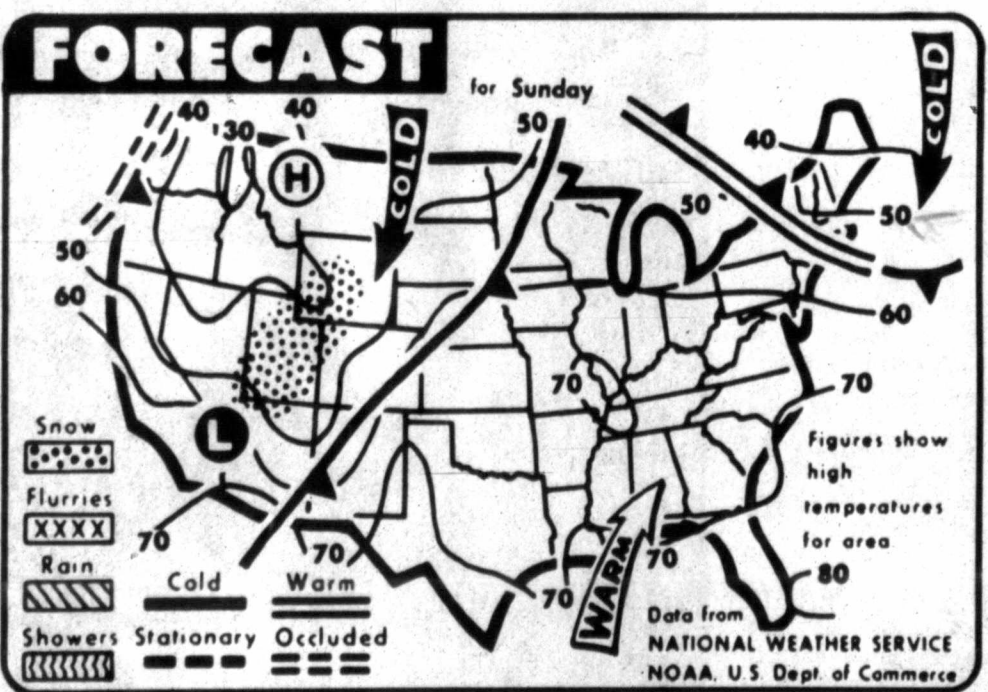 FORECAST
for Sunday
40
30
40
H
COLD
50
50
40
COLD
50
50
60
60
70
70
L
70
70
70
70
80
WARM
Snow
Flurries
XXXX
Rain
Showers
Cold
Warm
Stationary
Occluded
Figures show
high
temperatures
for area
Data from
NATIONAL WEATHER SERVICE
NOAA, U.S. Dept. of Commerce